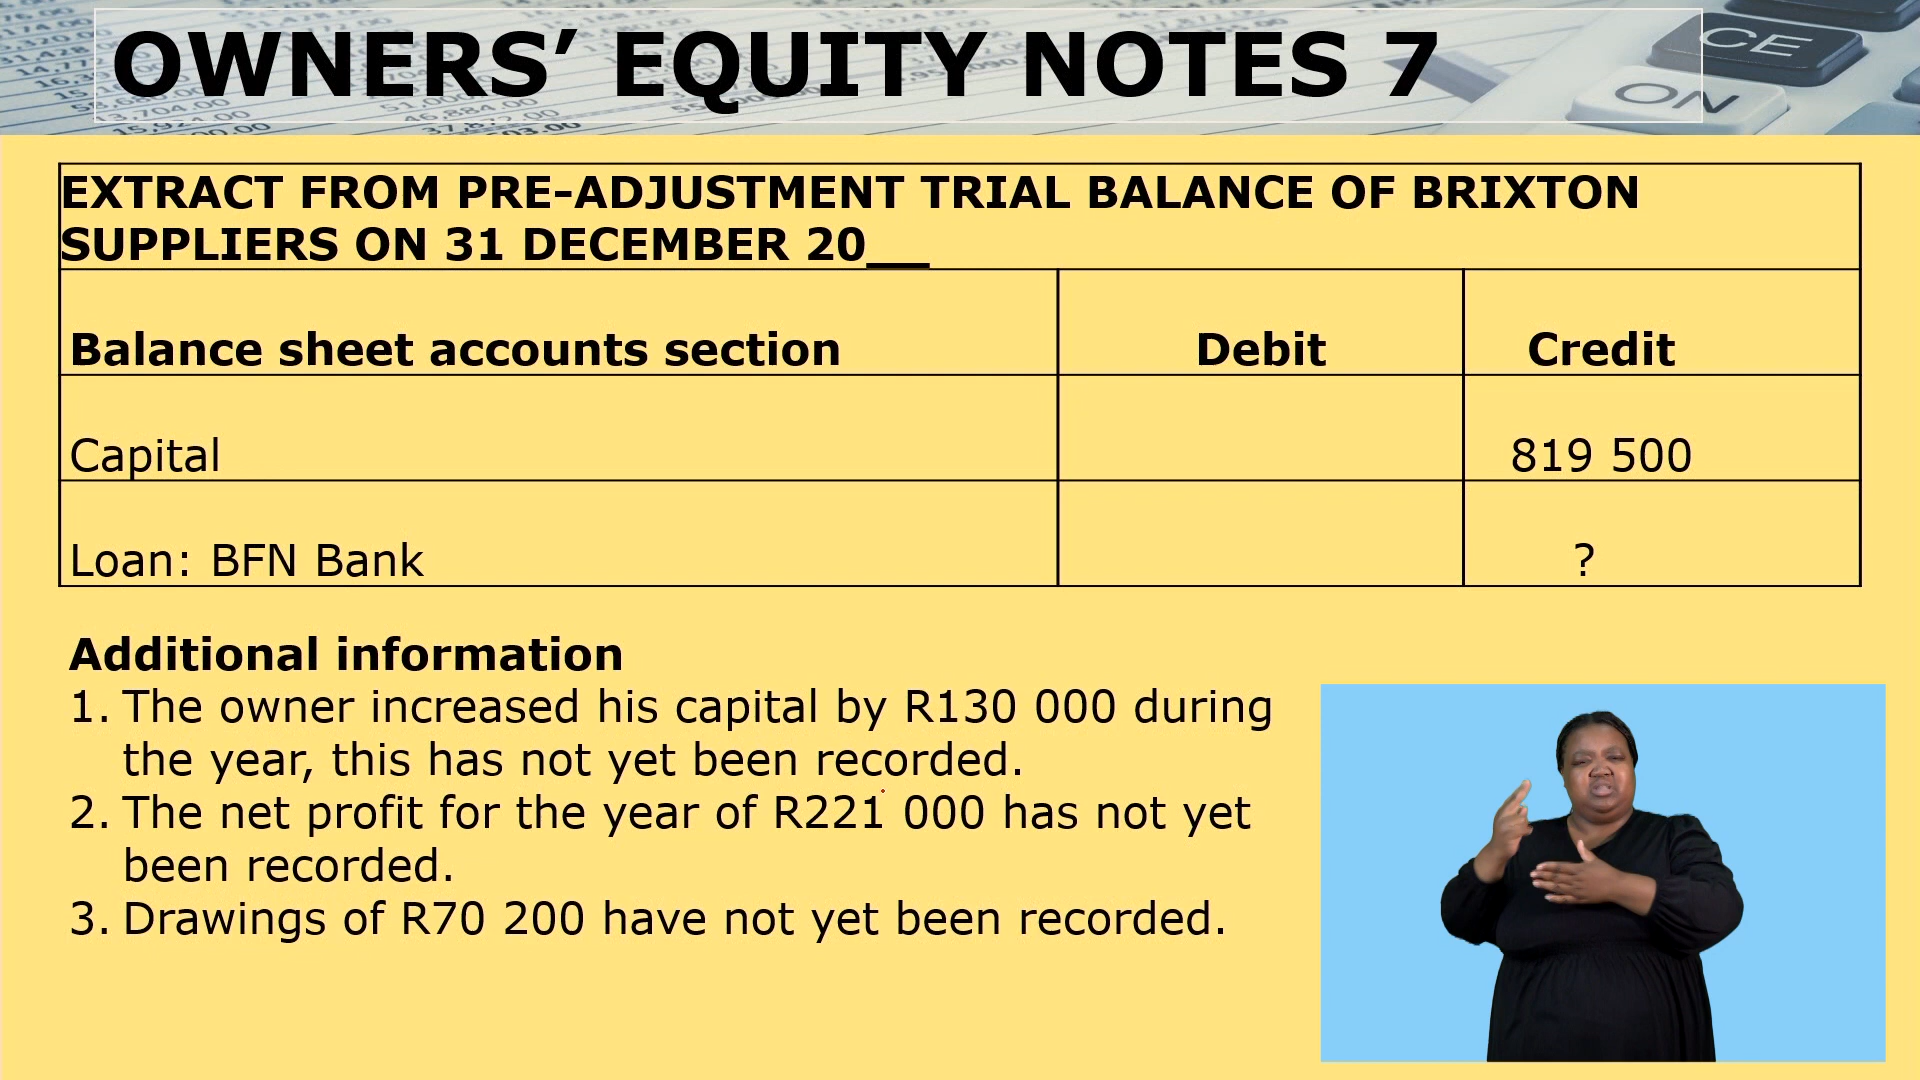 OWNERS’ EQUITY NOTES 7
CE
ON
EXTRACT FROM PRE-ADJUSTMENT TRIAL BALANCE OF BRIXTON
SUPPLIERS ON 31 DECEMBER 20__
Balance sheet accounts section Debit Credit
Capital 819 500
Loan: BFN Bank ?
Additional information
1. The owner increased his capital by R130 000 during
the year, this has not yet been recorded.
2. The net profit for the year of R221 000 has not yet
been recorded.
3. Drawings of R70 200 have not yet been recorded.